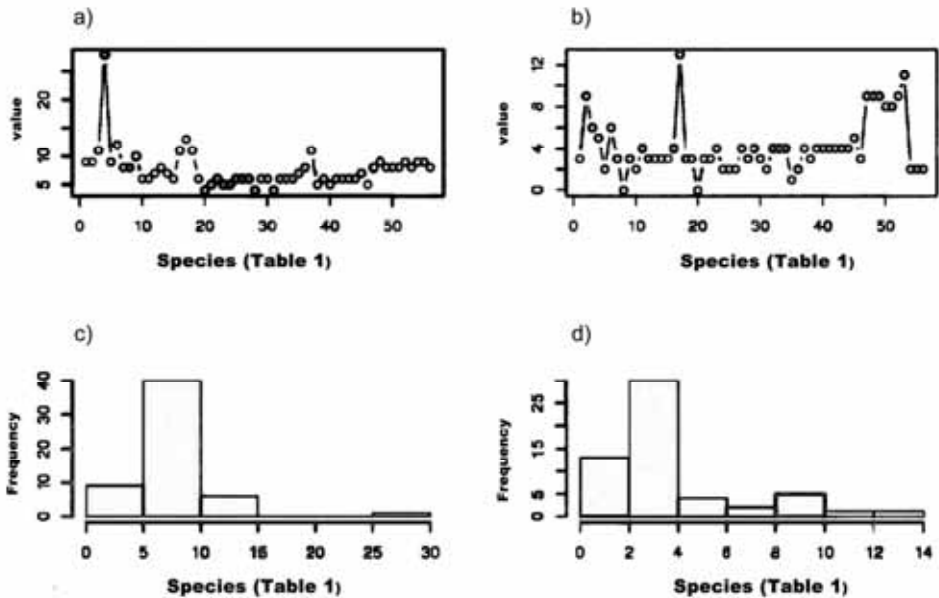 a)
value
20
10
5
0 10 20 30 40 50
Species (Table 1)
b)
value
12
8
4
0
0 10 20 30 40 50
Species (Table 1)
c)
Frequency
40
30
20
10
0
0 5 10 16 20 25 30
Species (Table 1)
d)
Frequency
25
15
5
0
0 2 4 6 8 10 12 14
Species (Table 1)